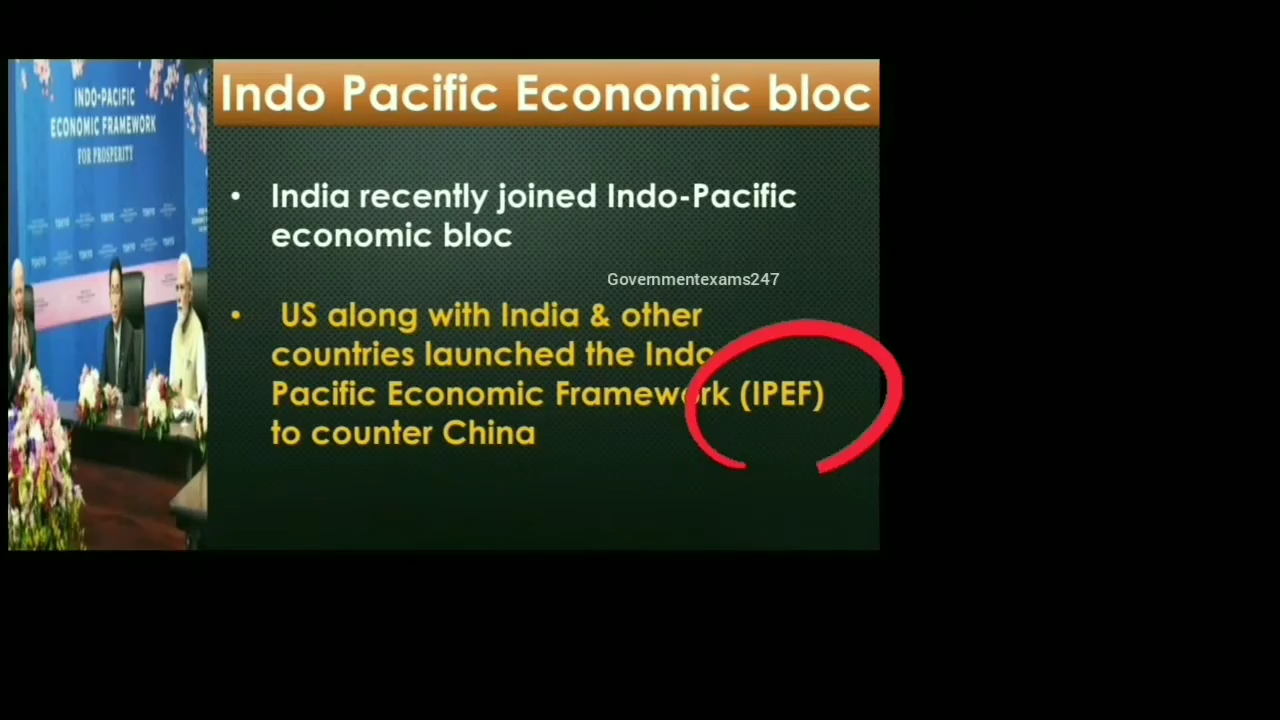 INDO-PACIFIC
ECONOMIC FRAMEWORK
FOR PROSPERITY
Indo Pacific Economic bloc
• India recently joined Indo-Pacific
economic bloc
Governmentexams247
• US along with India & other
countries launched the Indo
Pacific Economic Framework (IPEF)
to counter China